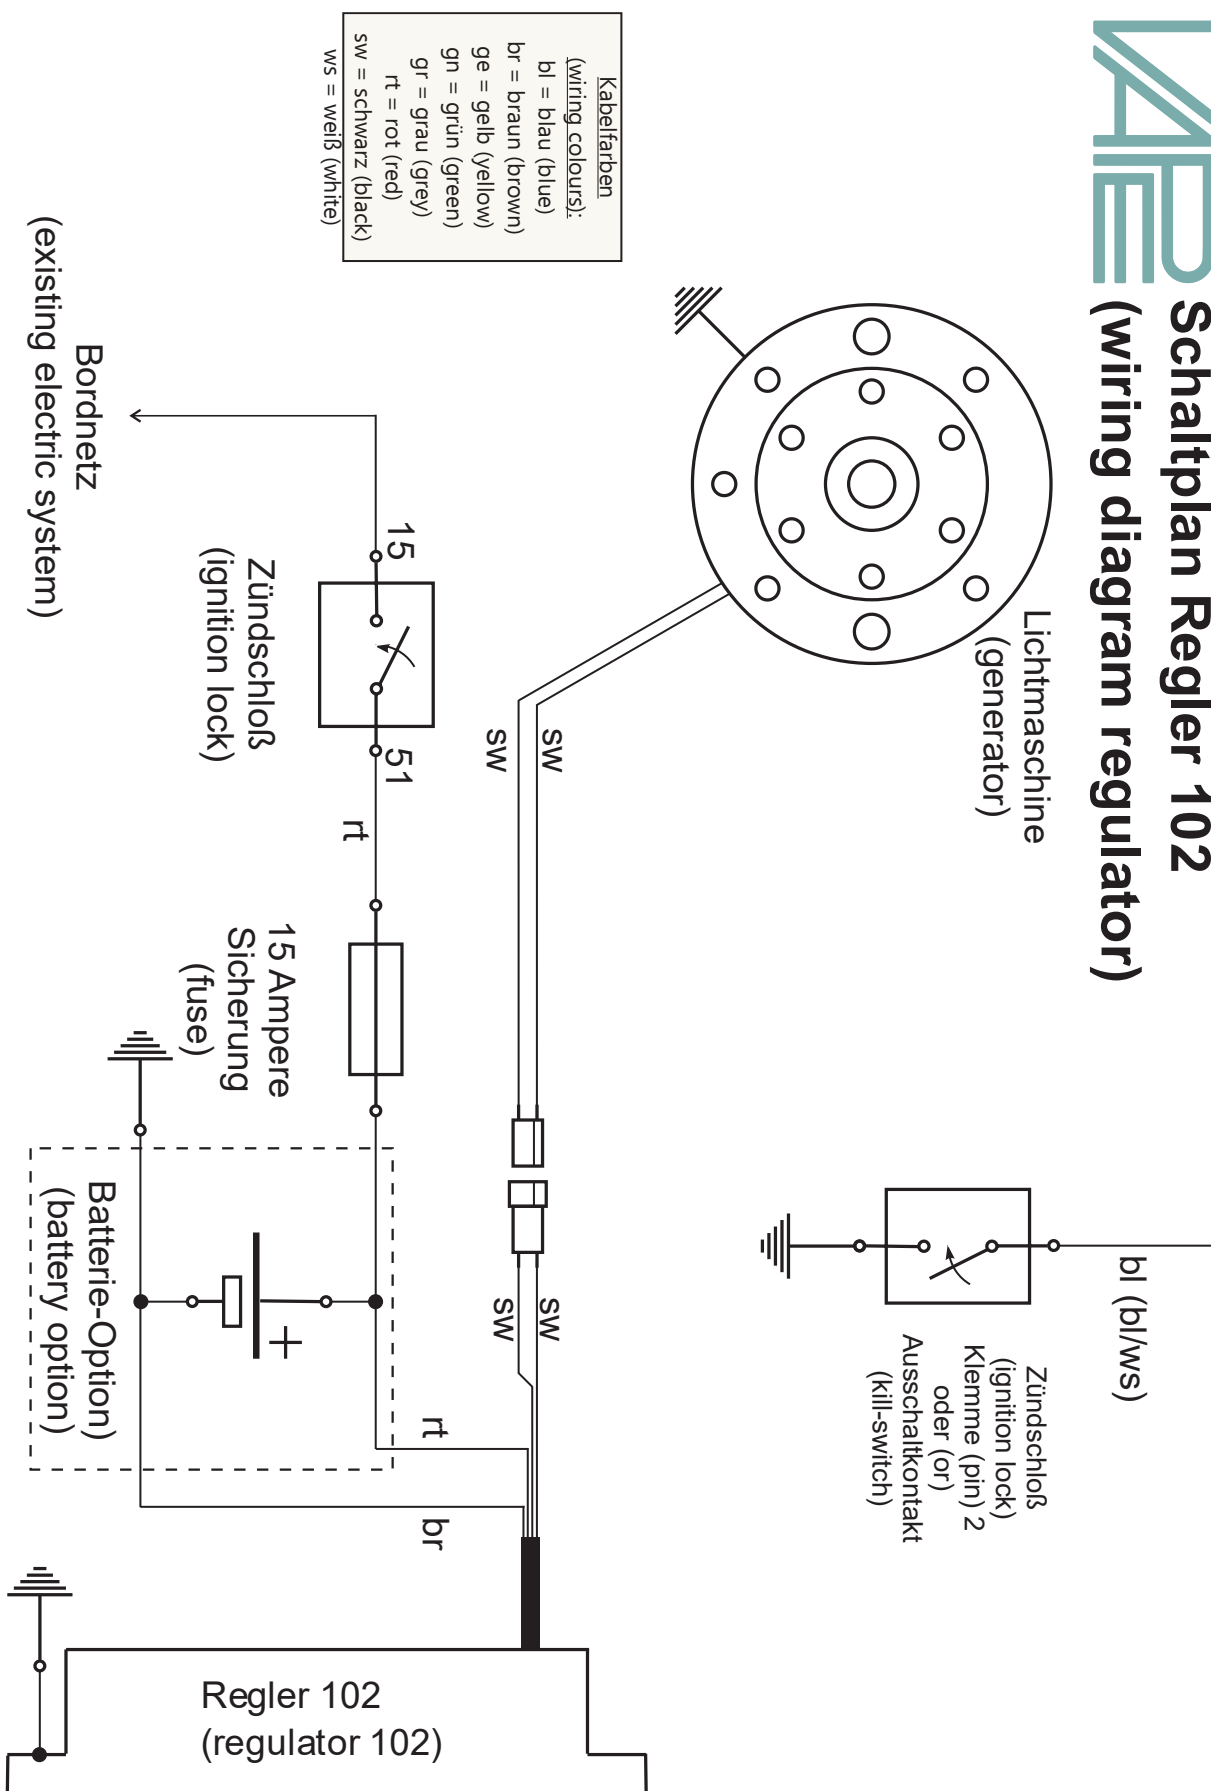 VAPE
Schaltplan Regler 102
(wiring diagram regulator)
Kabelfarben
(wiring colours):
bl = blau (blue)
br = braun (brown)
ge = gelb (yellow)
gn = grün (green)
gr = grau (grey)
rt = rot (red)
sw = schwarz (black)
ws = weiß (white)
Lichtmaschine
(generator)
bl (bl/ws)
Zündschloß
(ignition lock)
Klemme (pin) 2
oder (or)
Ausschaltkontakt
(kill-switch)
sw
sw
sw
sw
15
51
Zündschloß
(ignition lock)
rt
15 Ampere
Sicherung
(fuse)
Bordnetz
(existing electric system)
+
Batterie-Option)
(battery option)
rt
br
Regler 102
(regulator 102)